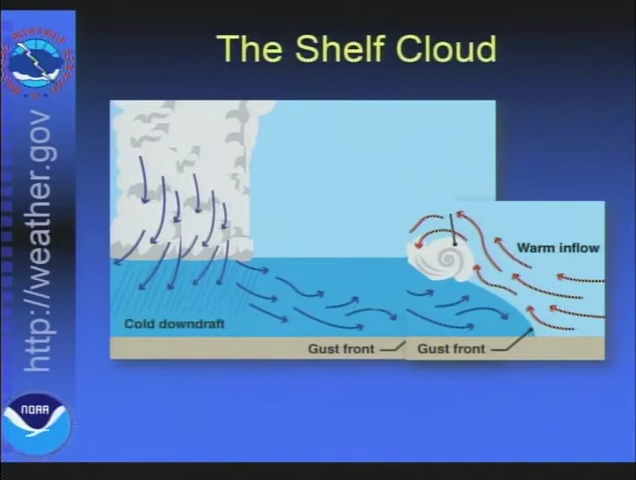 The Shelf Cloud
http://weather.gov
Warm inflow
Cold downdraft
Gust front
Gust front
NOAA